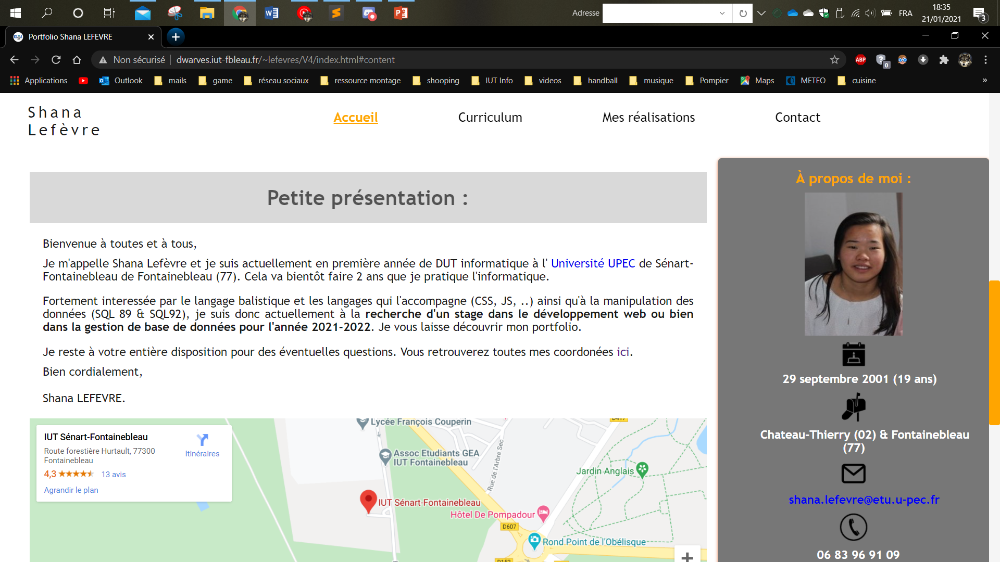 Adresse
FRA
18:35
21/01/2021
3
Portfolio Shana LEFEVRE
Non sécurisé
dwarves.iut-fbleau.fr/~lefevres/V4/index.html#content
ABP
0
Applications
Outlook
mails
game
réseau sociaux
ressource montage
shooping
IUT Info
videos
handball
musique
Pompier
Maps
METEO
cuisine
»
Shana
Lefèvre
Accueil
Curriculum
Mes réalisations
Contact
Petite présentation :
Bienvenue à toutes et à tous,
Je m'appelle Shana Lefèvre et je suis actuellement en première année de DUT informatique à l' Université UPEC de Sénart-
Fontainebleau de Fontainebleau (77). Cela va bientôt faire 2 ans que je pratique l'informatique.
Fortement interessée par le langage balistique et les langages qui l'accompagne (CSS, JS, ..) ainsi qu'à la manipulation des
données (SQL 89 & SQL92), je suis donc actuellement à la recherche d'un stage dans le développement web ou bien
dans la gestion de base de données pour l'année 2021-2022. Je vous laisse découvrir mon portfolio.
Je reste à votre entière disposition pour des éventuelles questions. Vous retrouverez toutes mes coordonées ici.
Bien cordialement,
Shana LEFEVRE.
IUT Sénart-Fontainebleau
Route forestière Hurtault, 77300
Fontainebleau
4,3
13 avis
Agrandir le plan
Itinéraires
Lycée François Couperin
D417
Assoc Etudiants GEA
IUT Fontainebleau
Rue de l'Arbre Sec
Jardin Anglais
IUT Sénart-Fontainebleau
Hôtel De Pompadour
D607
Rond Point de l'Obélisque
D152
+
À propos de moi :
29 septembre 2001 (19 ans)
Chateau-Thierry (02) & Fontainebleau
(77)
shana.lefevre@etu.u-pec.fr
06 83 96 91 09